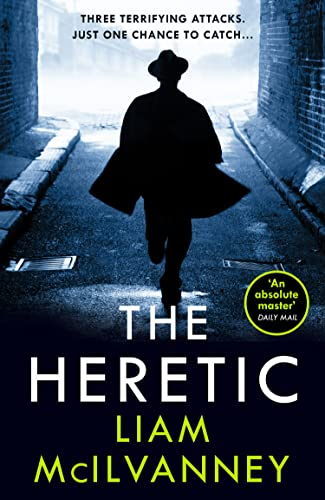 THREE TERRIFYING ATTACKS.
JUST ONE CHANCE TO CATCH...
'An
absolute
master'
DAILY MAIL
THE
HERETIC
LIAM
McILVANNEY